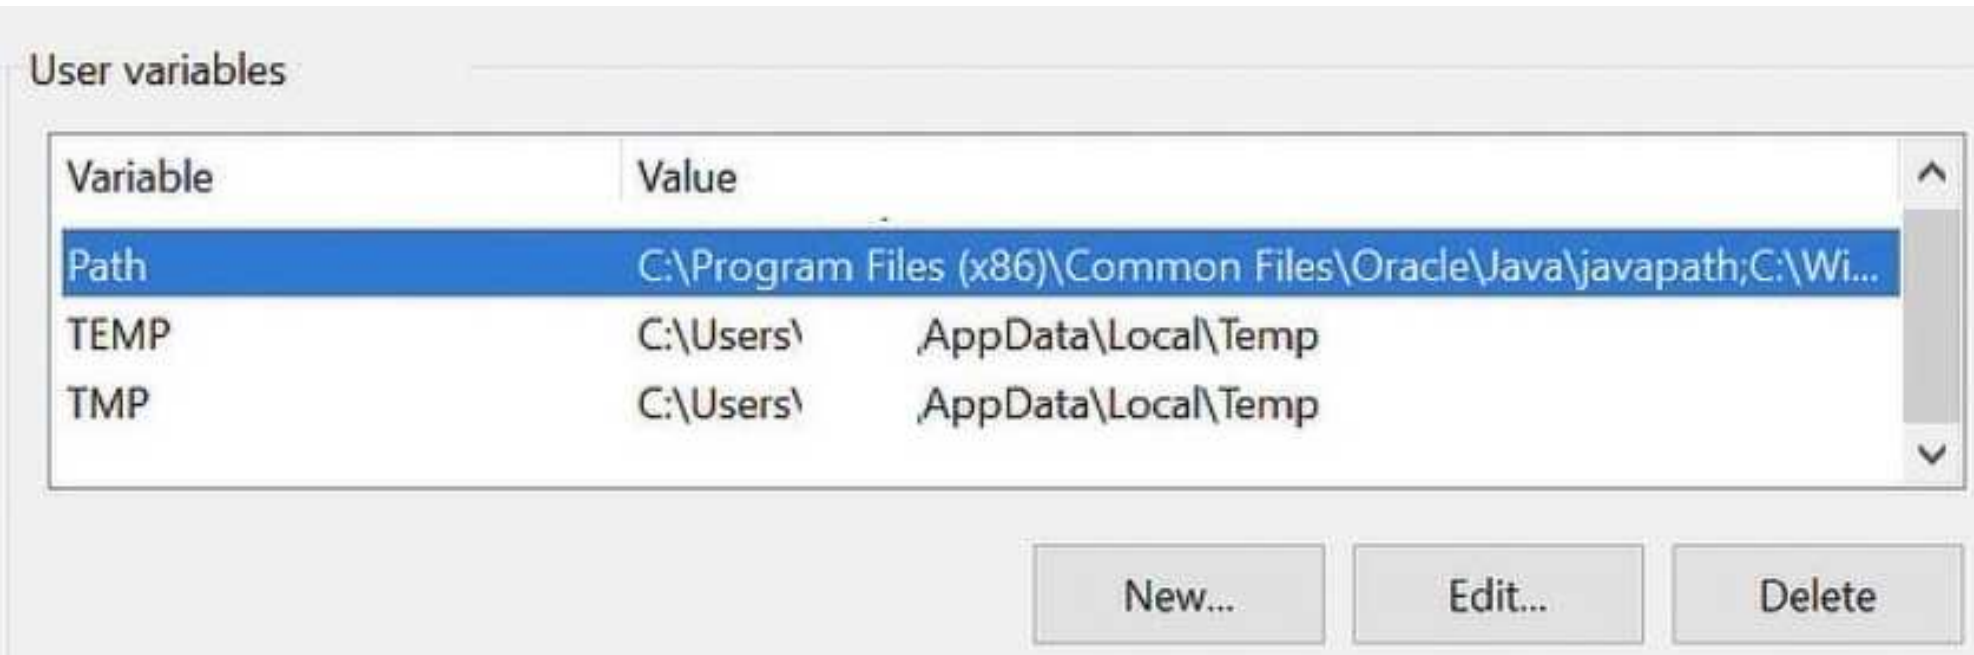 User variables
Variable Value
Path C:\Program Files (x86)\Common Files\Oracle\Java\javapath;C:\Wi...
TEMP C:\Users\ AppData\Local\Temp
TMP C:\Users\ AppData\Local\Temp
New... Edit... Delete